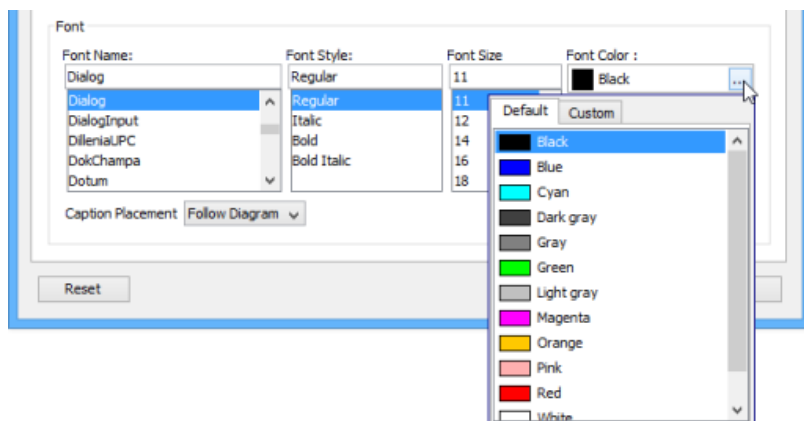 Font
Font Name: Font Style: Font Size Font Color :
Dialog Regular 11 Black ...
Dialog Regular 11
DialogInput Italic 12
DilleniaUPC Bold 14
DokChampa Bold Italic 16
Dotum 18
Default Custom
Black
Blue
Cyan
Dark gray
Gray
Green
Light gray
Magenta
Orange
Pink
Red
White
Caption Placement Follow Diagram
Reset